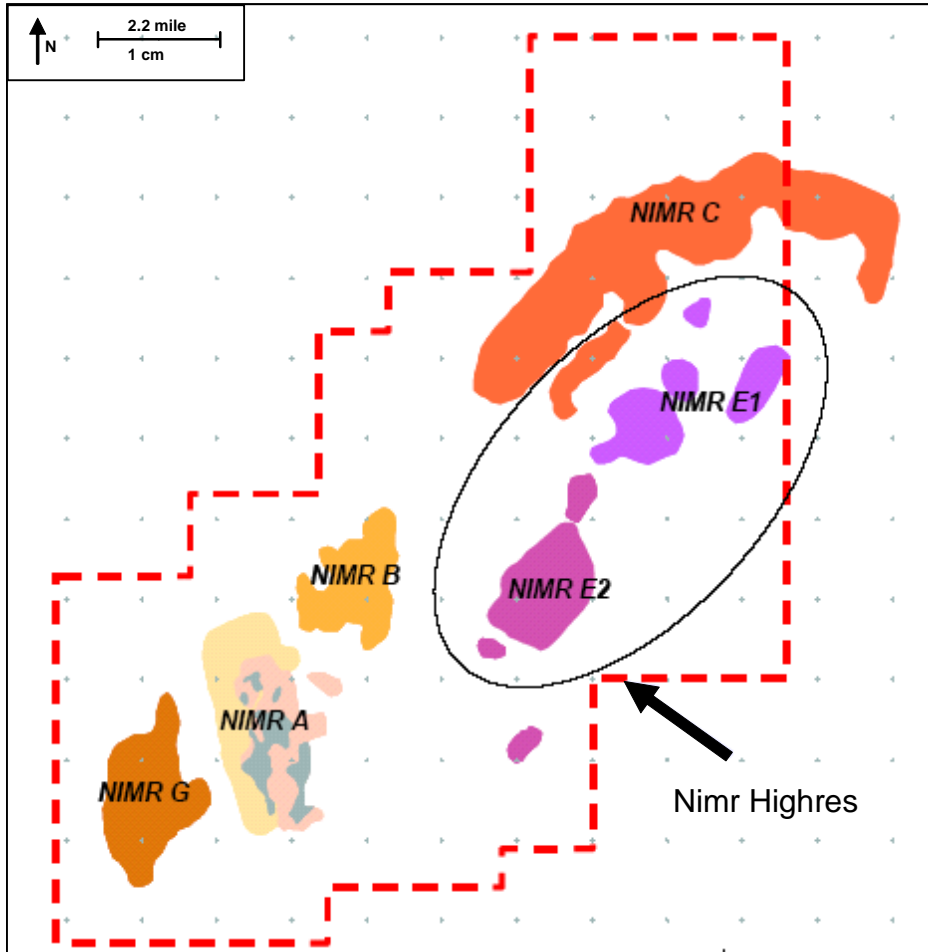 2.2 mile
N
1 cm
NIMR C
NIMR E1
NIMR B
NIMR E2
NIMR A
NIMR G
Nimr Highres